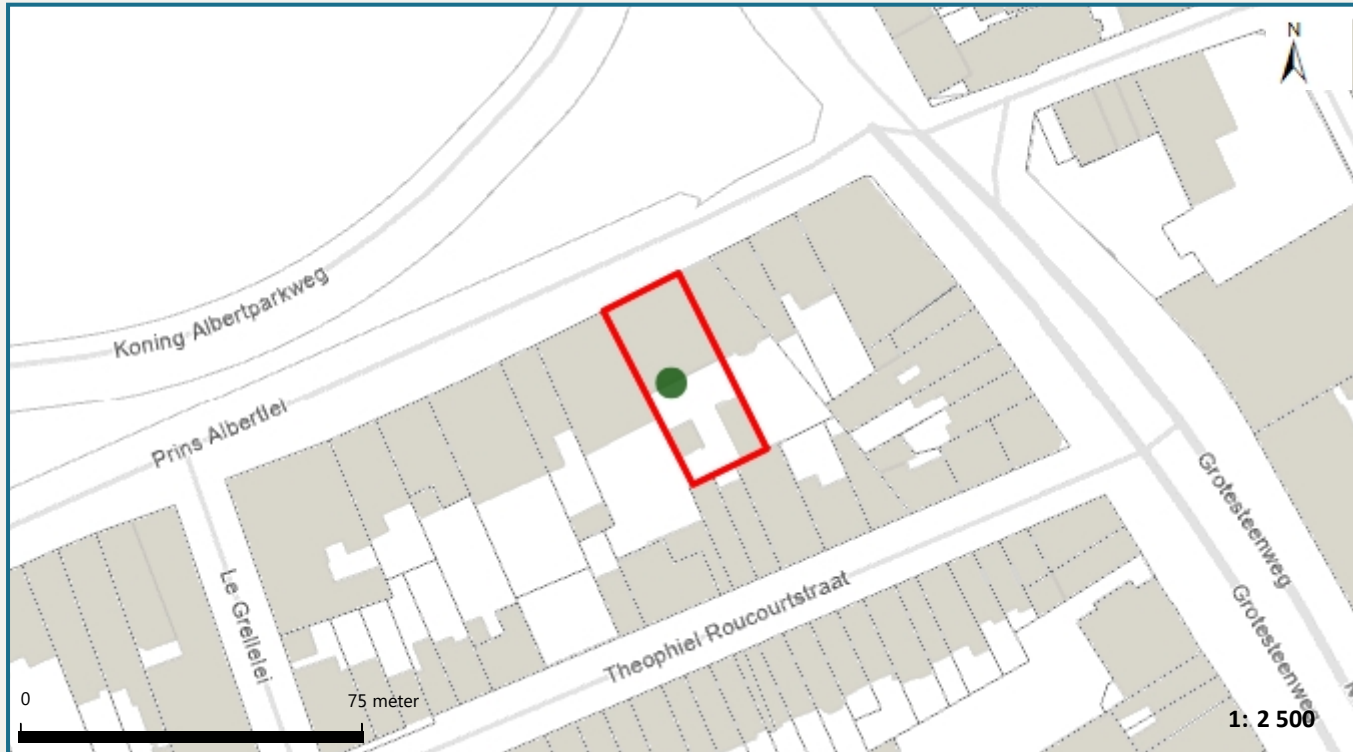 N
Koning Albertparkweg
Prins Albertlei
Grotesteenweg
Le Grellelei
Theophiel Roucourtstraat
Grotesteenweg
0
75 meter
1: 2 500